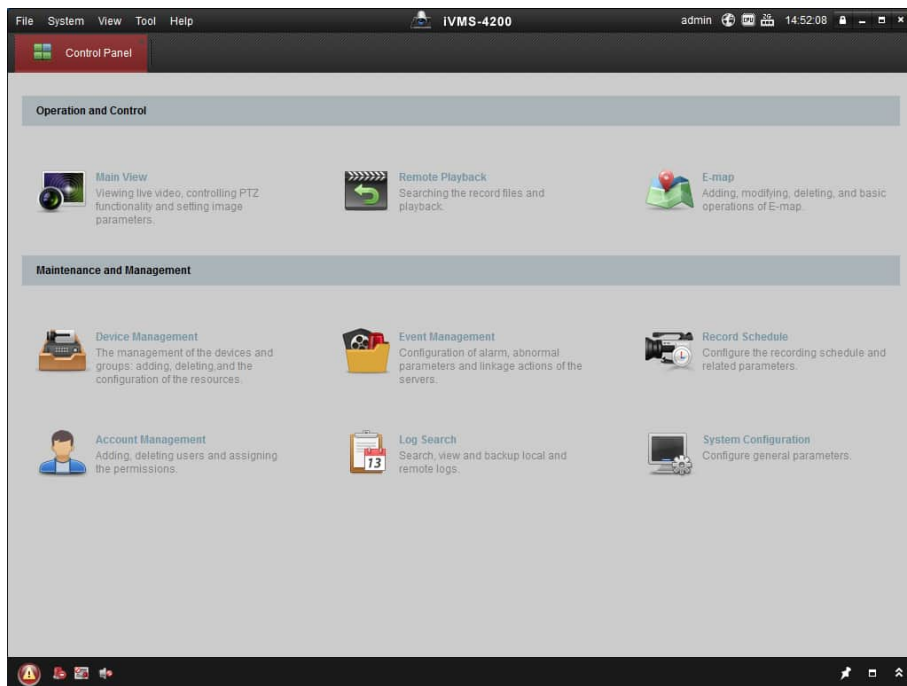 File System View Tool Help
iVMS-4200
admin
14:52:08
Control Panel
Operation and Control
Main View
Viewing live video, controlling PTZ
functionality and setting image
parameters.
Remote Playback
Searching the record files and
playback.
E-map
Adding, modifying, deleting, and basic
operations of E-map.
Maintenance and Management
Device Management
The management of the devices and
groups: adding, deleting,and the
configuration of the resources.
Event Management
Configuration of alarm, abnormal
parameters and linkage actions of the
servers.
Record Schedule
Configure the recording schedule and
related parameters.
Account Management
Adding, deleting users and assigning
the permissions.
13
Log Search
Search, view and backup local and
remote logs.
System Configuration
Configure general parameters.